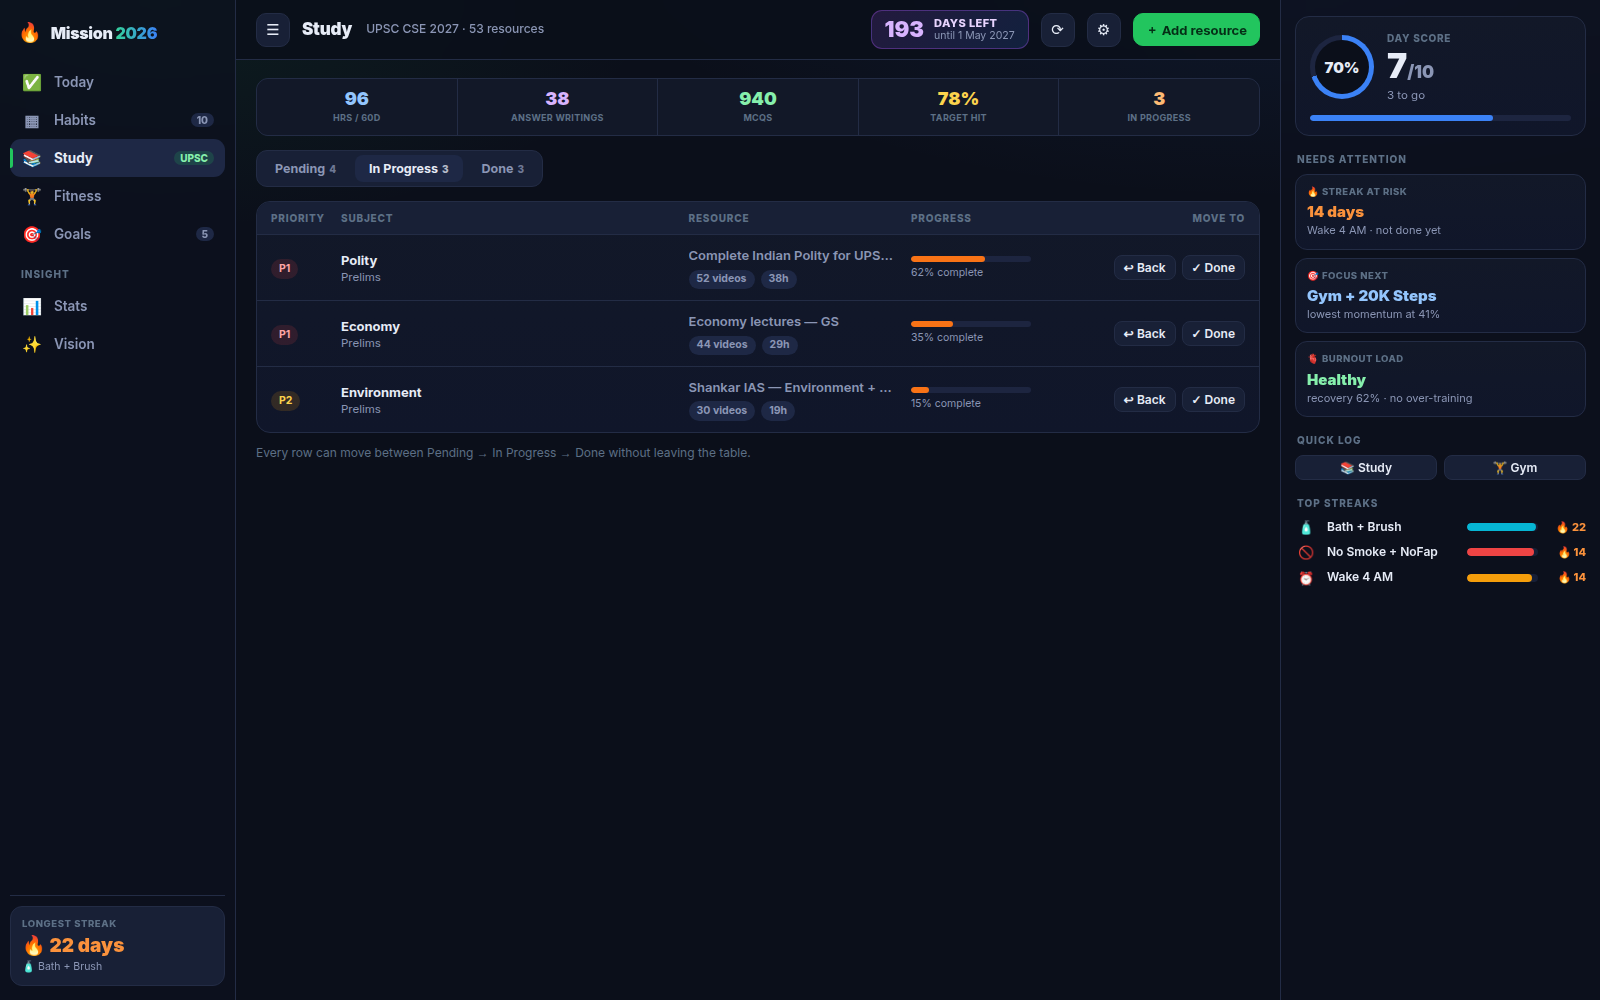 Mission 2026
Today
Habits 10
Study UPSC
Fitness
Goals 5
INSIGHT
Stats
Vision
LONGEST STREAK
22 days
Bath + Brush
Study UPSC CSE 2027 · 53 resources
193 DAYS LEFT
until 1 May 2027
+ Add resource
96
HRS / 60D
38
ANSWER WRITINGS
940
MCQS
78%
TARGET HIT
3
IN PROGRESS
Pending 4 In Progress 3 Done 3
PRIORITY SUBJECT RESOURCE PROGRESS MOVE TO
P1 Polity
Prelims
Complete Indian Polity for UPS...
52 videos 38h
62% complete
↩ Back ✓ Done
P1 Economy
Prelims
Economy lectures — GS
44 videos 29h
35% complete
↩ Back ✓ Done
P2 Environment
Prelims
Shankar IAS — Environment + ...
30 videos 19h
15% complete
↩ Back ✓ Done
Every row can move between Pending → In Progress → Done without leaving the table.
70%
DAY SCORE
7/10
3 to go
NEEDS ATTENTION
STREAK AT RISK
14 days
Wake 4 AM · not done yet
FOCUS NEXT
Gym + 20K Steps
lowest momentum at 41%
BURNOUT LOAD
Healthy
recovery 62% · no over-training
QUICK LOG
Study Gym
TOP STREAKS
Bath + Brush 22
No Smoke + NoFap 14
Wake 4 AM 14